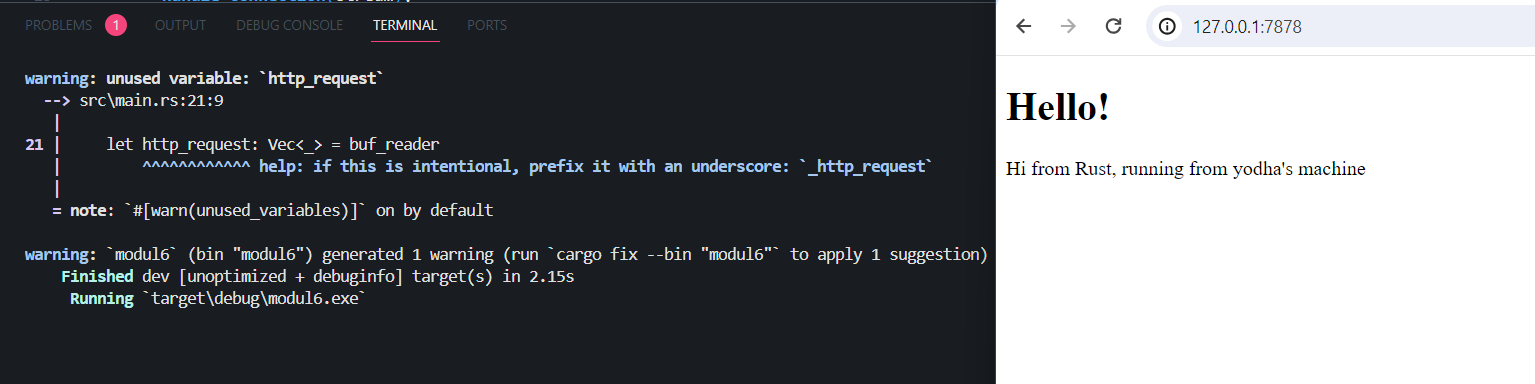 PROBLEMS 1 OUTPUT DEBUG CONSOLE TERMINAL PORTS
warning: unused variable: `http_request`
--> src\main.rs:21:9
|
21 | let http_request: Vec<_> = buf_reader
| ^^^^^^^^^^^^ help: if this is intentional, prefix it with an underscore: `_http_request`
|
= note: `#[warn(unused_variables)]` on by default
warning: `modul6` (bin "modul6") generated 1 warning (run `cargo fix --bin "modul6"` to apply 1 suggestion)
Finished dev [unoptimized + debuginfo] target(s) in 2.15s
Running `target\debug\modul6.exe`
127.0.0.1:7878
Hello!
Hi from Rust, running from yodha's machine